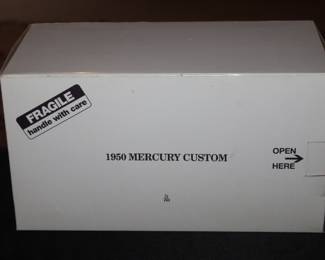 FRAGILE
handle with care
1950 MERCURY CUSTOM
OPEN
HERE